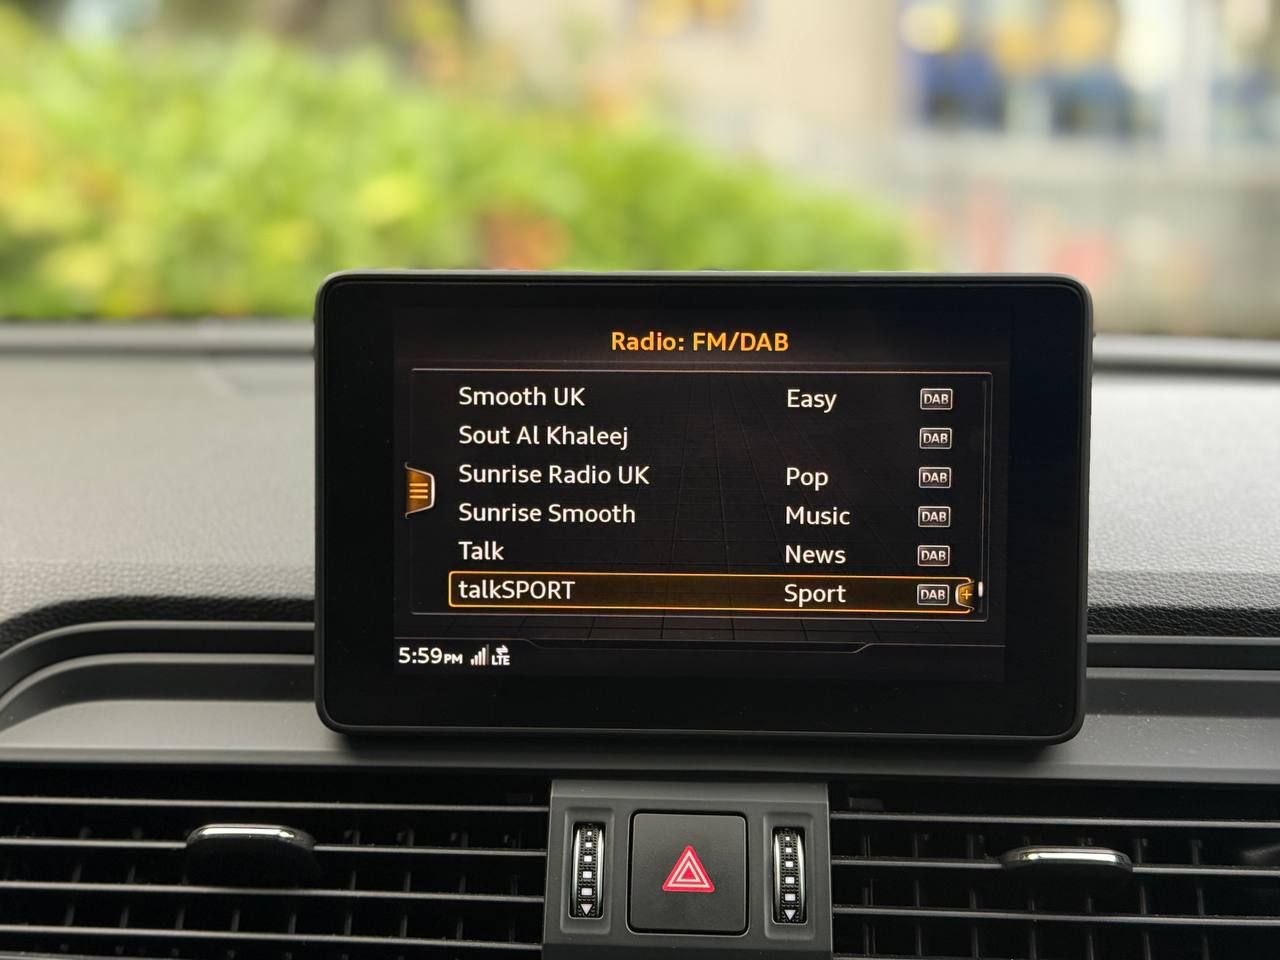 Radio: FM/DAB
Smooth UK Easy DAB
Sout Al Khaleej DAB
Sunrise Radio UK Pop DAB
Sunrise Smooth Music DAB
Talk News DAB
talkSPORT Sport DAB +
5:59PM LTE